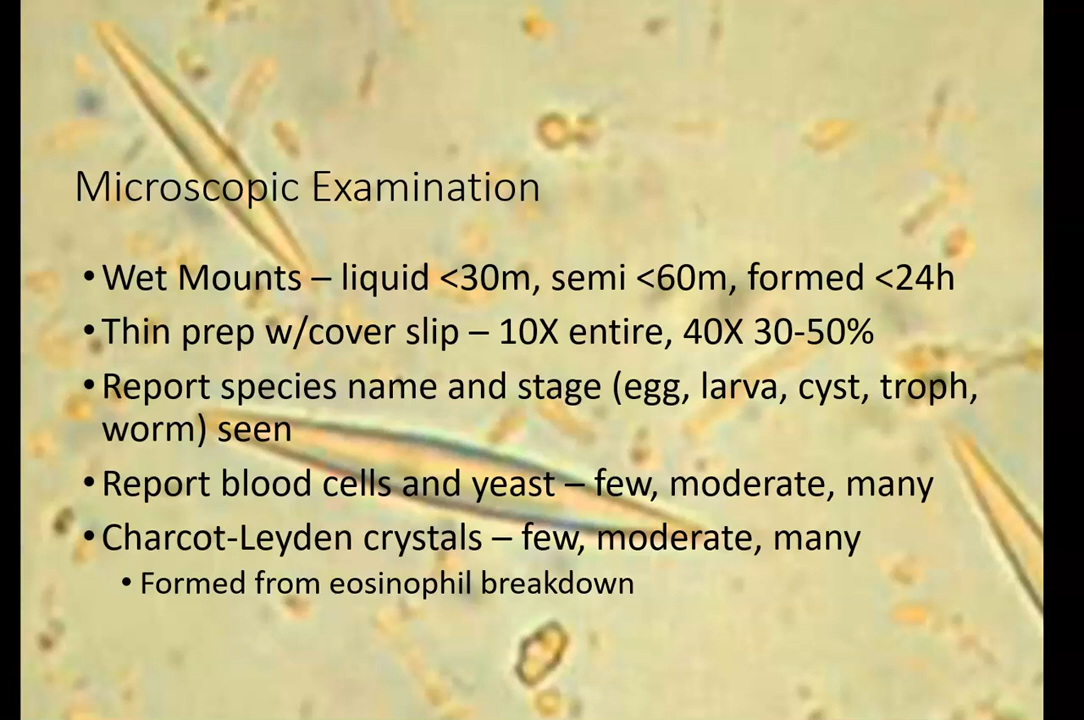 Microscopic Examination
• Wet Mounts – liquid <30m, semi <60m, formed <24h
• Thin prep w/cover slip – 10X entire, 40X 30-50%
• Report species name and stage (egg, larva, cyst, troph,
worm) seen
• Report blood cells and yeast – few, moderate, many
• Charcot-Leyden crystals – few, moderate, many
• Formed from eosinophil breakdown